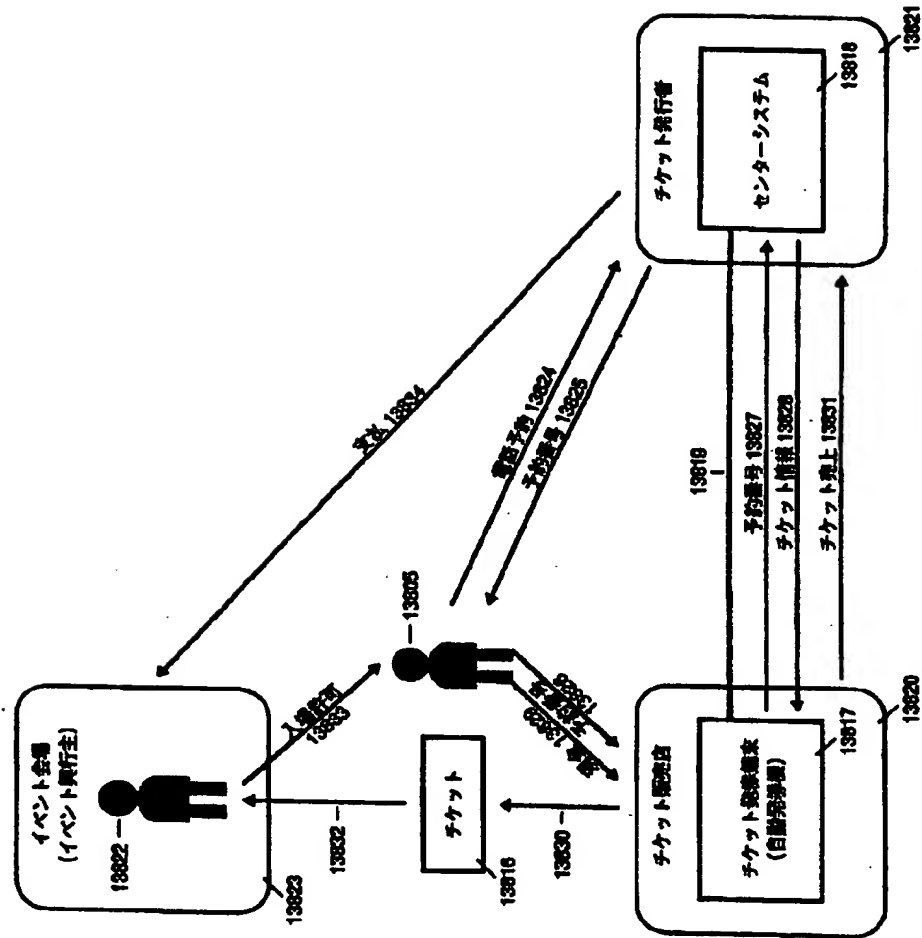 イベント会場
(イベント興行主)
13822
13823
入場許可
13833
支払 13834
13832
チケット
13816
13805
電話予約 13824
予約番号 13825
13830
チケット販売店
チケット発券端末
(自動発券機)
13817
13820
13819
予約番号 13827
チケット情報 13828
チケット売上 13831
チケット発行者
センターシステム
13818
13821